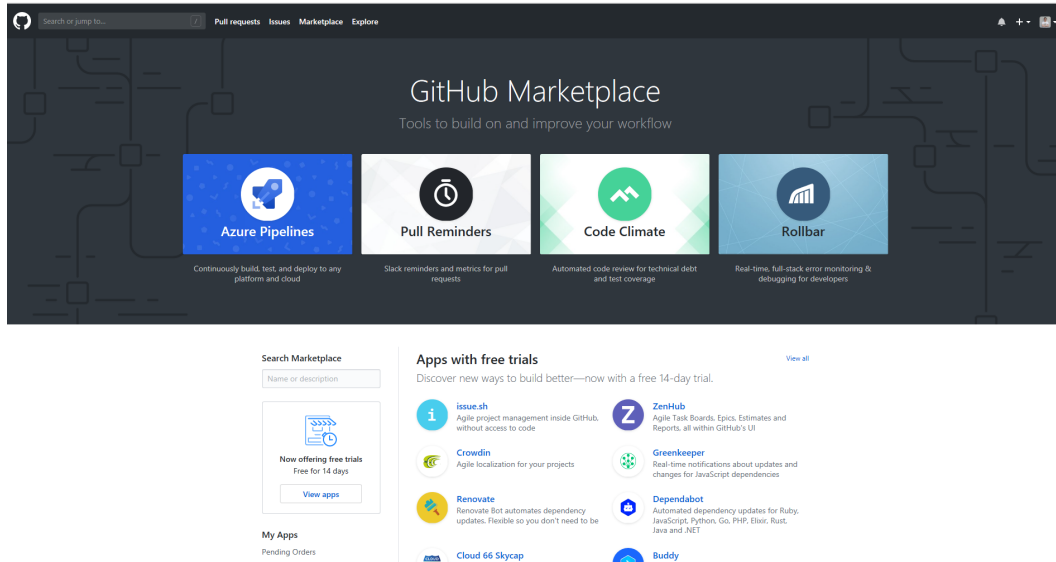 Search or jump to... /
Pull requests Issues Marketplace Explore
GitHub Marketplace
Tools to build on and improve your workflow
Azure Pipelines
Continuously build, test, and deploy to any
platform and cloud
Pull Reminders
Slack reminders and metrics for pull
requests
Code Climate
Automated code review for technical debt
and test coverage
Rollbar
Real-time, full-stack error monitoring &
debugging for developers
Search Marketplace
Name or description
Now offering free trials
Free for 14 days
View apps
My Apps
Pending Orders
Apps with free trials
View all
Discover new ways to build better—now with a free 14-day trial.
i
issue.sh
Agile project management inside GitHub,
without access to code
Z
ZenHub
Agile Task Boards, Epics, Estimates and
Reports, all within GitHub's UI
Crowdin
Agile localization for your projects
Greenkeeper
Real-time notifications about updates and
changes for JavaScript dependencies
Renovate
Renovate Bot automates dependency
updates. Flexible so you don't need to be
Dependabot
Automated dependency updates for Ruby,
JavaScript, Python, Go, PHP, Elixir, Rust,
Java and .NET
Cloud 66 Skycap
Buddy